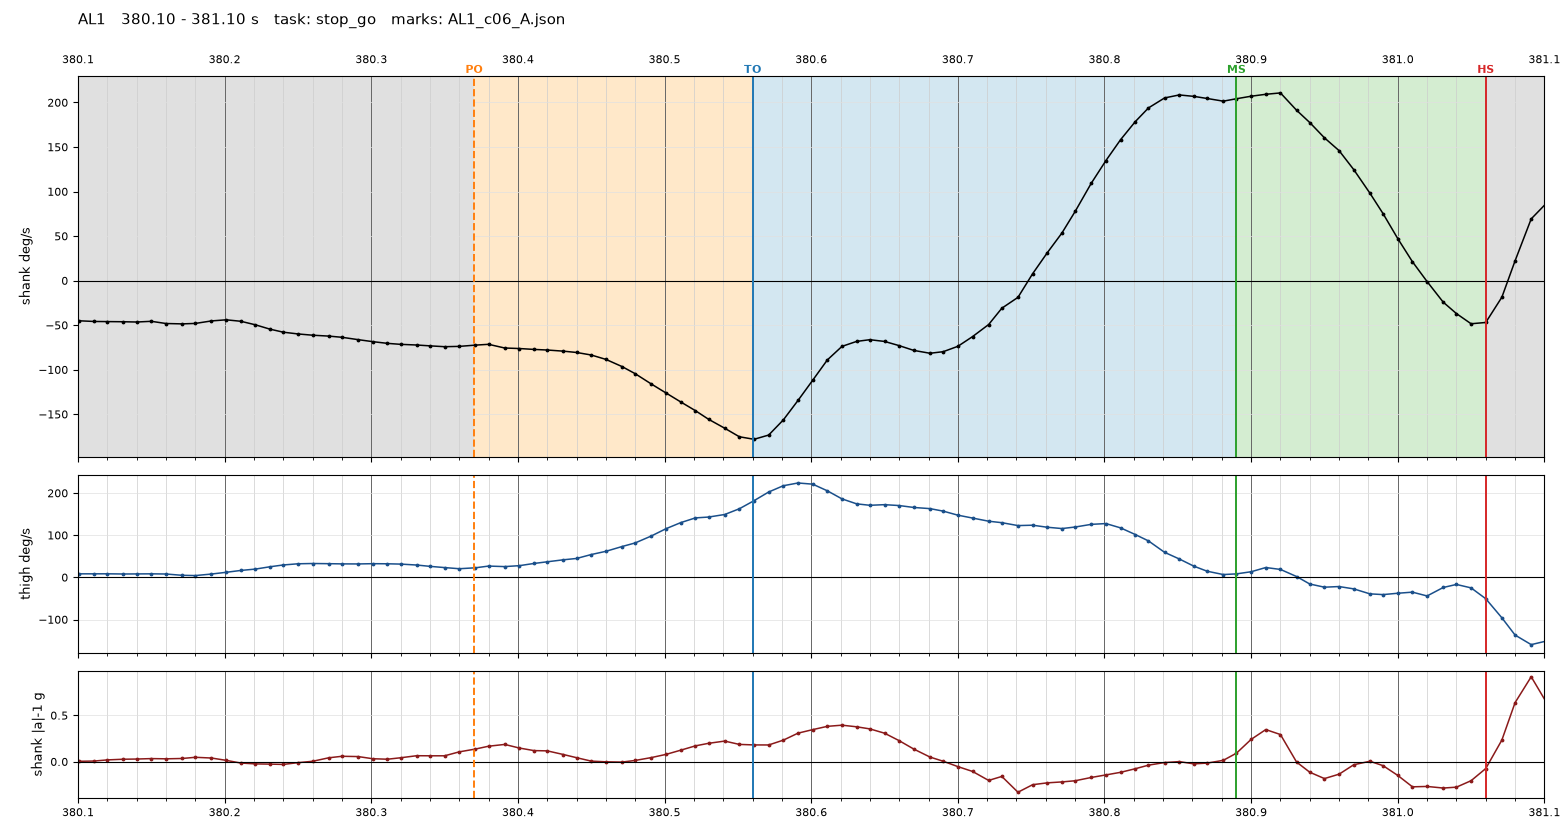 AL1   380.10 - 381.10 s   task: stop_go   marks: AL1_c06_A.json
380.1 380.2 380.3 380.4 380.5 380.6 380.7 380.8 380.9 381.0 381.1
PO TO MS HS
shank deg/s
200
150
100
50
0
−50
−100
−150
thigh deg/s
200
100
0
−100
shank |a|-1 g
0.5
0.0
380.1 380.2 380.3 380.4 380.5 380.6 380.7 380.8 380.9 381.0 381.1